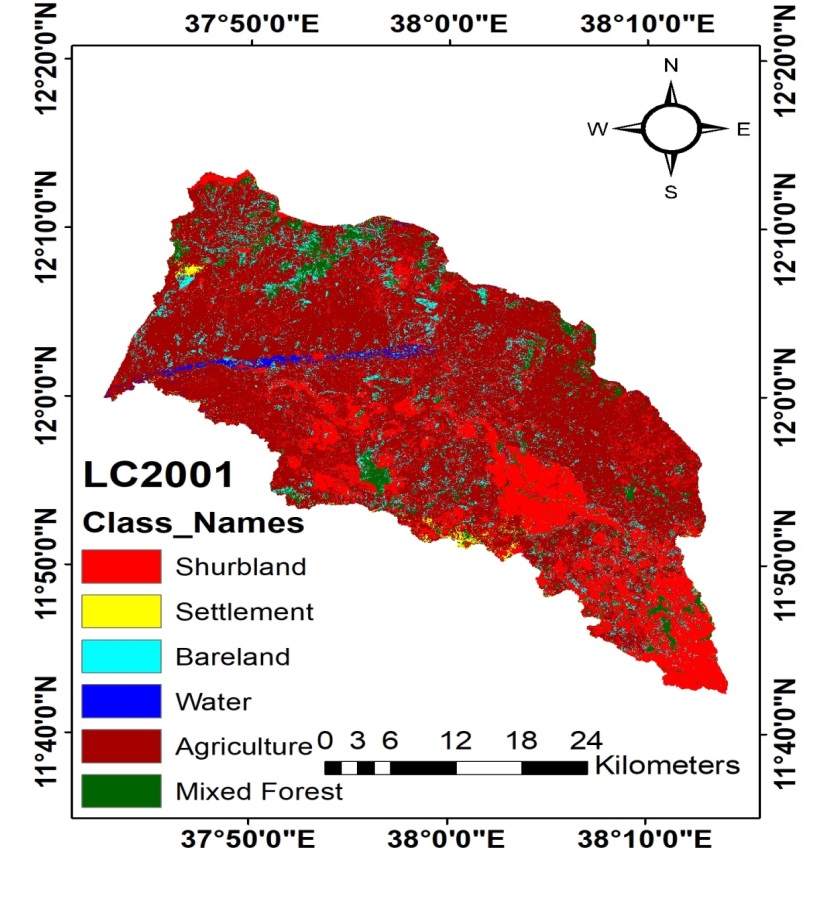 37°50'0"E 38°0'0"E 38°10'0"E
12°20'0"N 12°20'0"N
N
W E
S
12°10'0"N 12°10'0"N
12°0'0"N 12°0'0"N
LC2001
Class_Names
11°50'0"N 11°50'0"N
Shurbland
Settlement
Bareland
Water
11°40'0"N 11°40'0"N
Agriculture
0 3 6 12 18 24
Kilometers
Mixed Forest
37°50'0"E 38°0'0"E 38°10'0"E